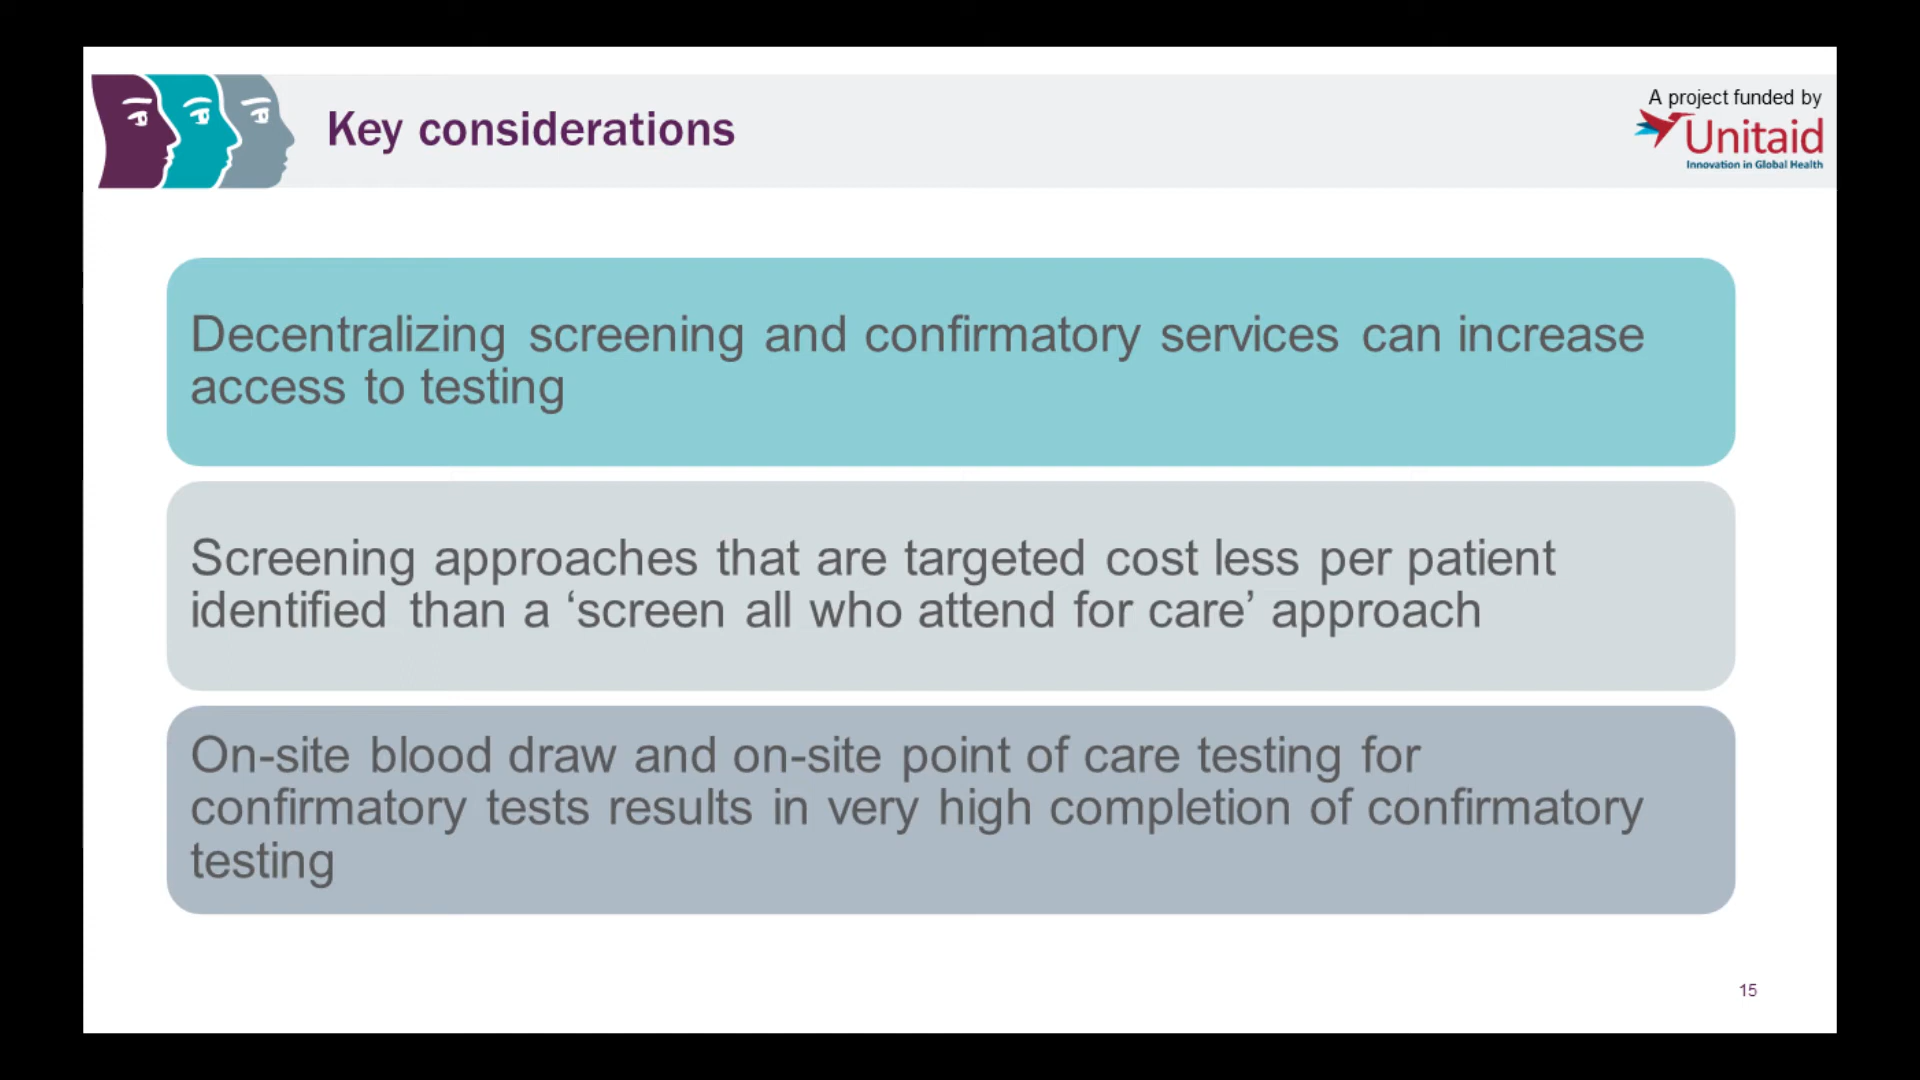 Key considerations
A project funded by
Unitaid
Innovation in Global Health
Decentralizing screening and confirmatory services can increase
access to testing
Screening approaches that are targeted cost less per patient
identified than a ‘screen all who attend for care’ approach
On-site blood draw and on-site point of care testing for
confirmatory tests results in very high completion of confirmatory
testing
15